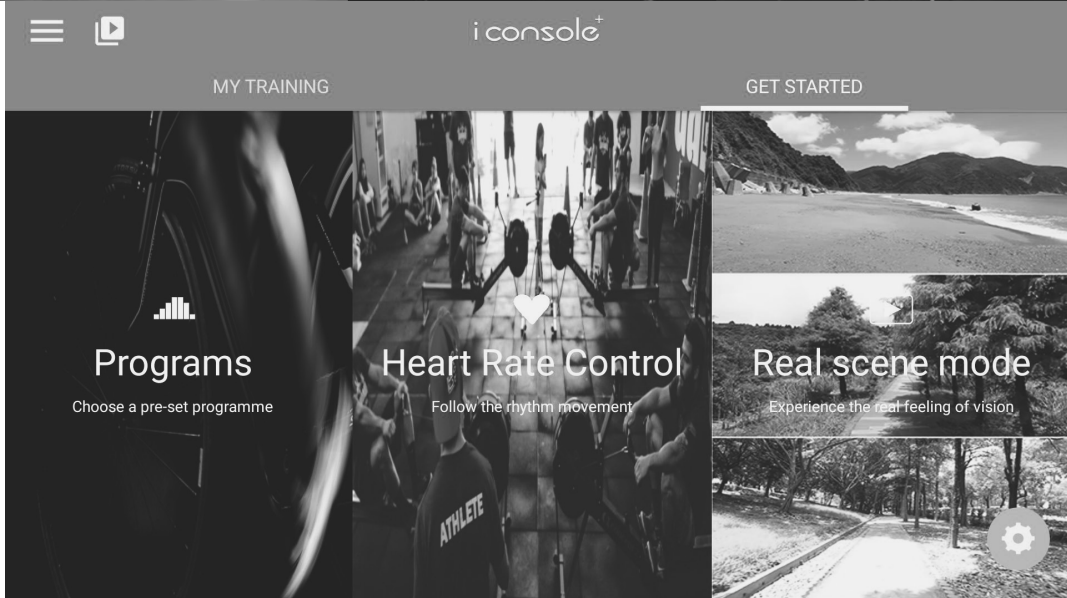 iconsole+
MY TRAINING
GET STARTED
Programs
Choose a pre-set programme
Heart Rate Control
Follow the rhythm movement
ATHLETE
Real scene mode
Experience the real feeling of vision